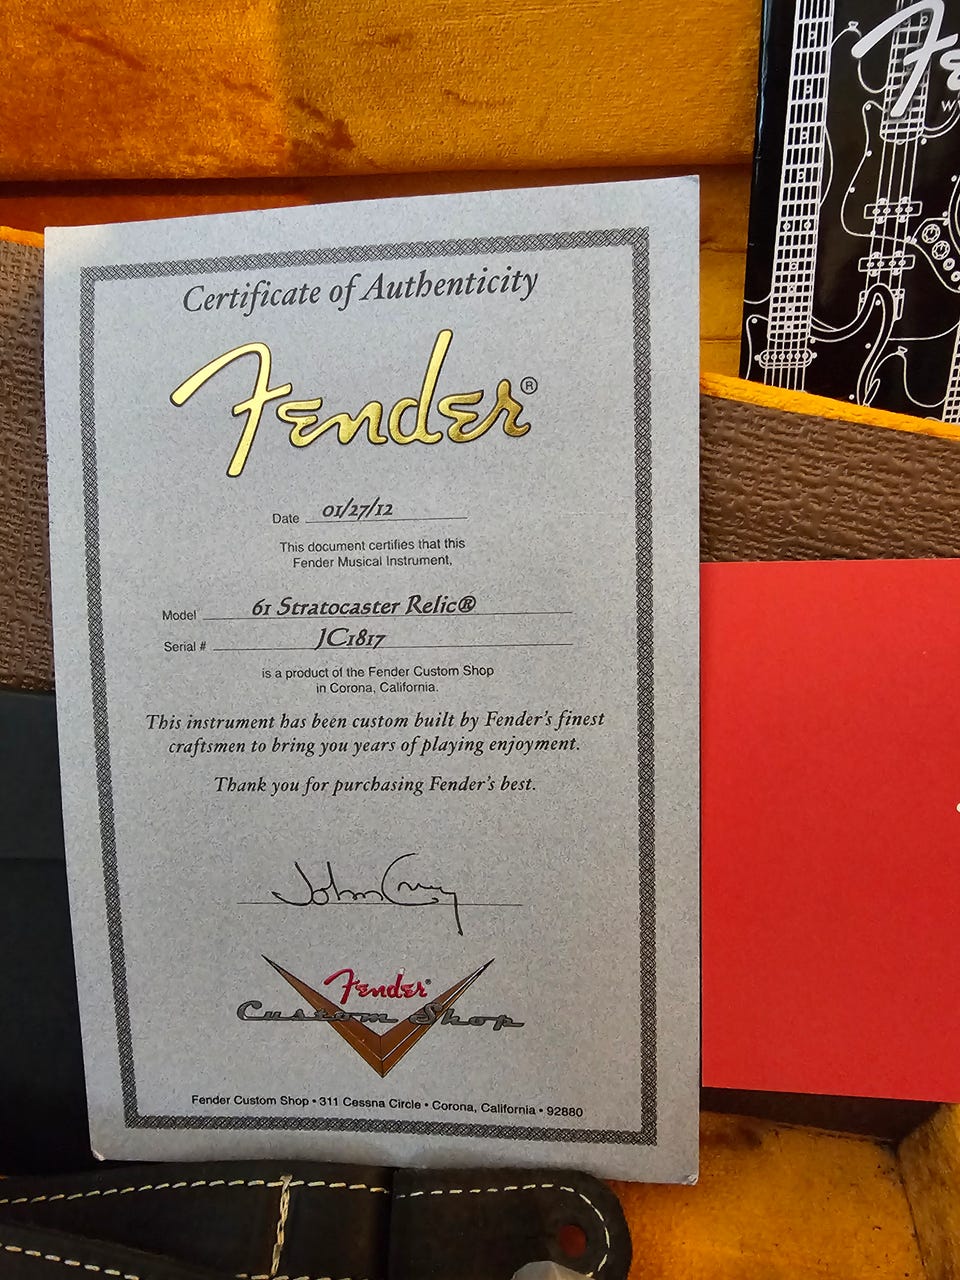 Certificate of Authenticity
Fender®
Date 01/27/12
This document certifies that this
Fender Musical Instrument,
Model 61 Stratocaster Relic®
Serial # JC1817
is a product of the Fender Custom Shop
in Corona, California.
This instrument has been custom built by Fender's finest
craftsmen to bring you years of playing enjoyment.
Thank you for purchasing Fender's best.
John Cruz
Fender®
Custom Shop
Fender Custom Shop • 311 Cessna Circle • Corona, California • 92880